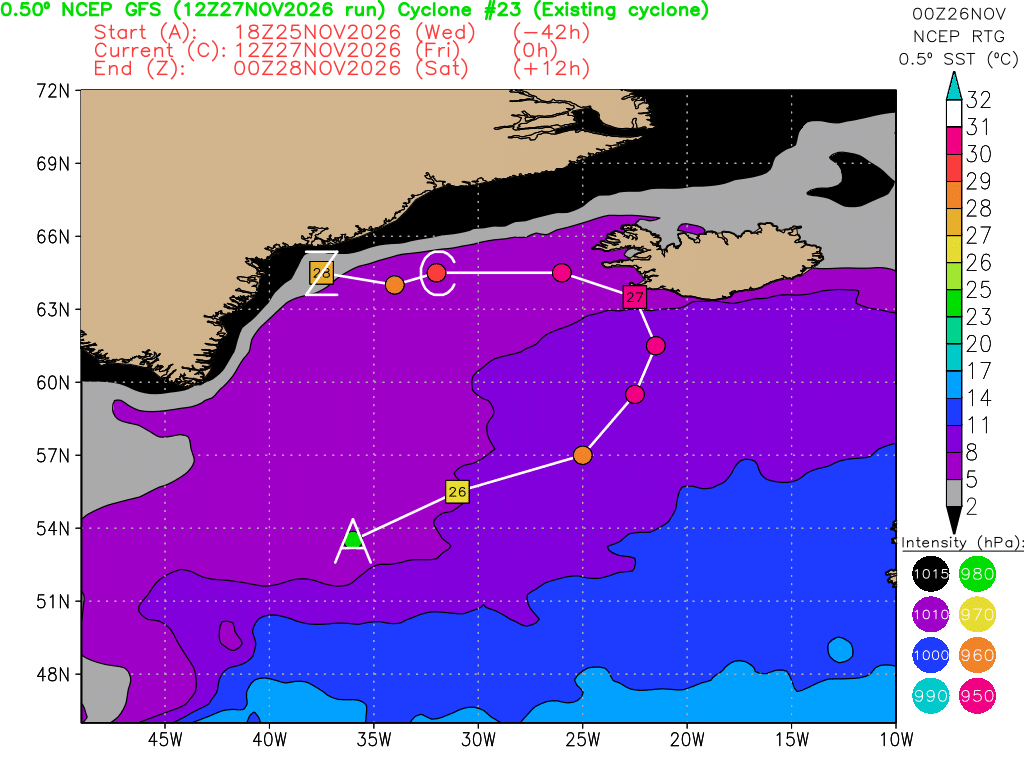 0.50º NCEP GFS (12Z27NOV2026 run) Cyclone #23 (Existing cyclone)
Start (A): 18Z25NOV2026 (Wed) (−42h)
Current (C): 12Z27NOV2026 (Fri) (0h)
End (Z): 00Z28NOV2026 (Sat) (+12h)
00Z26NOV
NCEP RTG
0.5º SST (ºC)
72N
69N
66N
63N
60N
57N
54N
51N
48N
45W
40W
35W
30W
25W
20W
15W
10W
Z
28
C
27
26
A
32
31
30
29
28
27
26
25
23
20
17
14
11
8
5
2
Intensity (hPa):
1015 980
1010 970
1000 960
990 950